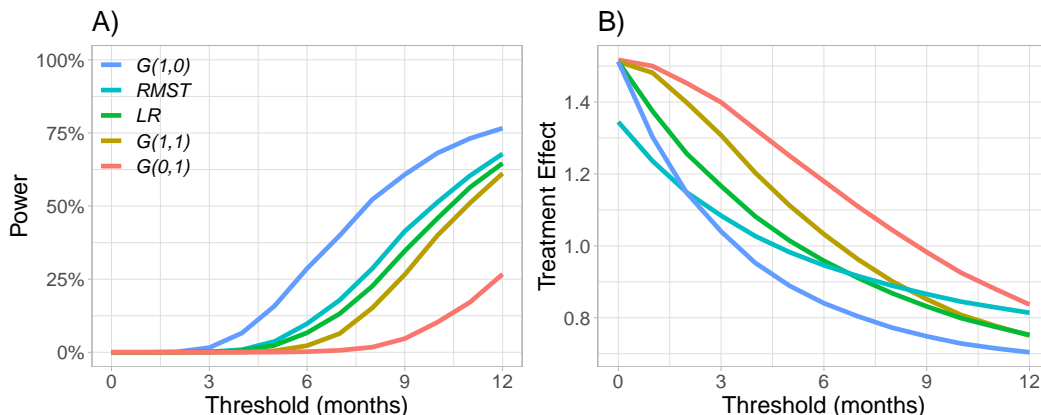 A)
100%
75%
50%
25%
0%
Power
G(1,0)
RMST
LR
G(1,1)
G(0,1)
0 3 6 9 12
Threshold (months)
B)
1.4
1.2
1.0
0.8
Treatment Effect
0 3 6 9 12
Threshold (months)